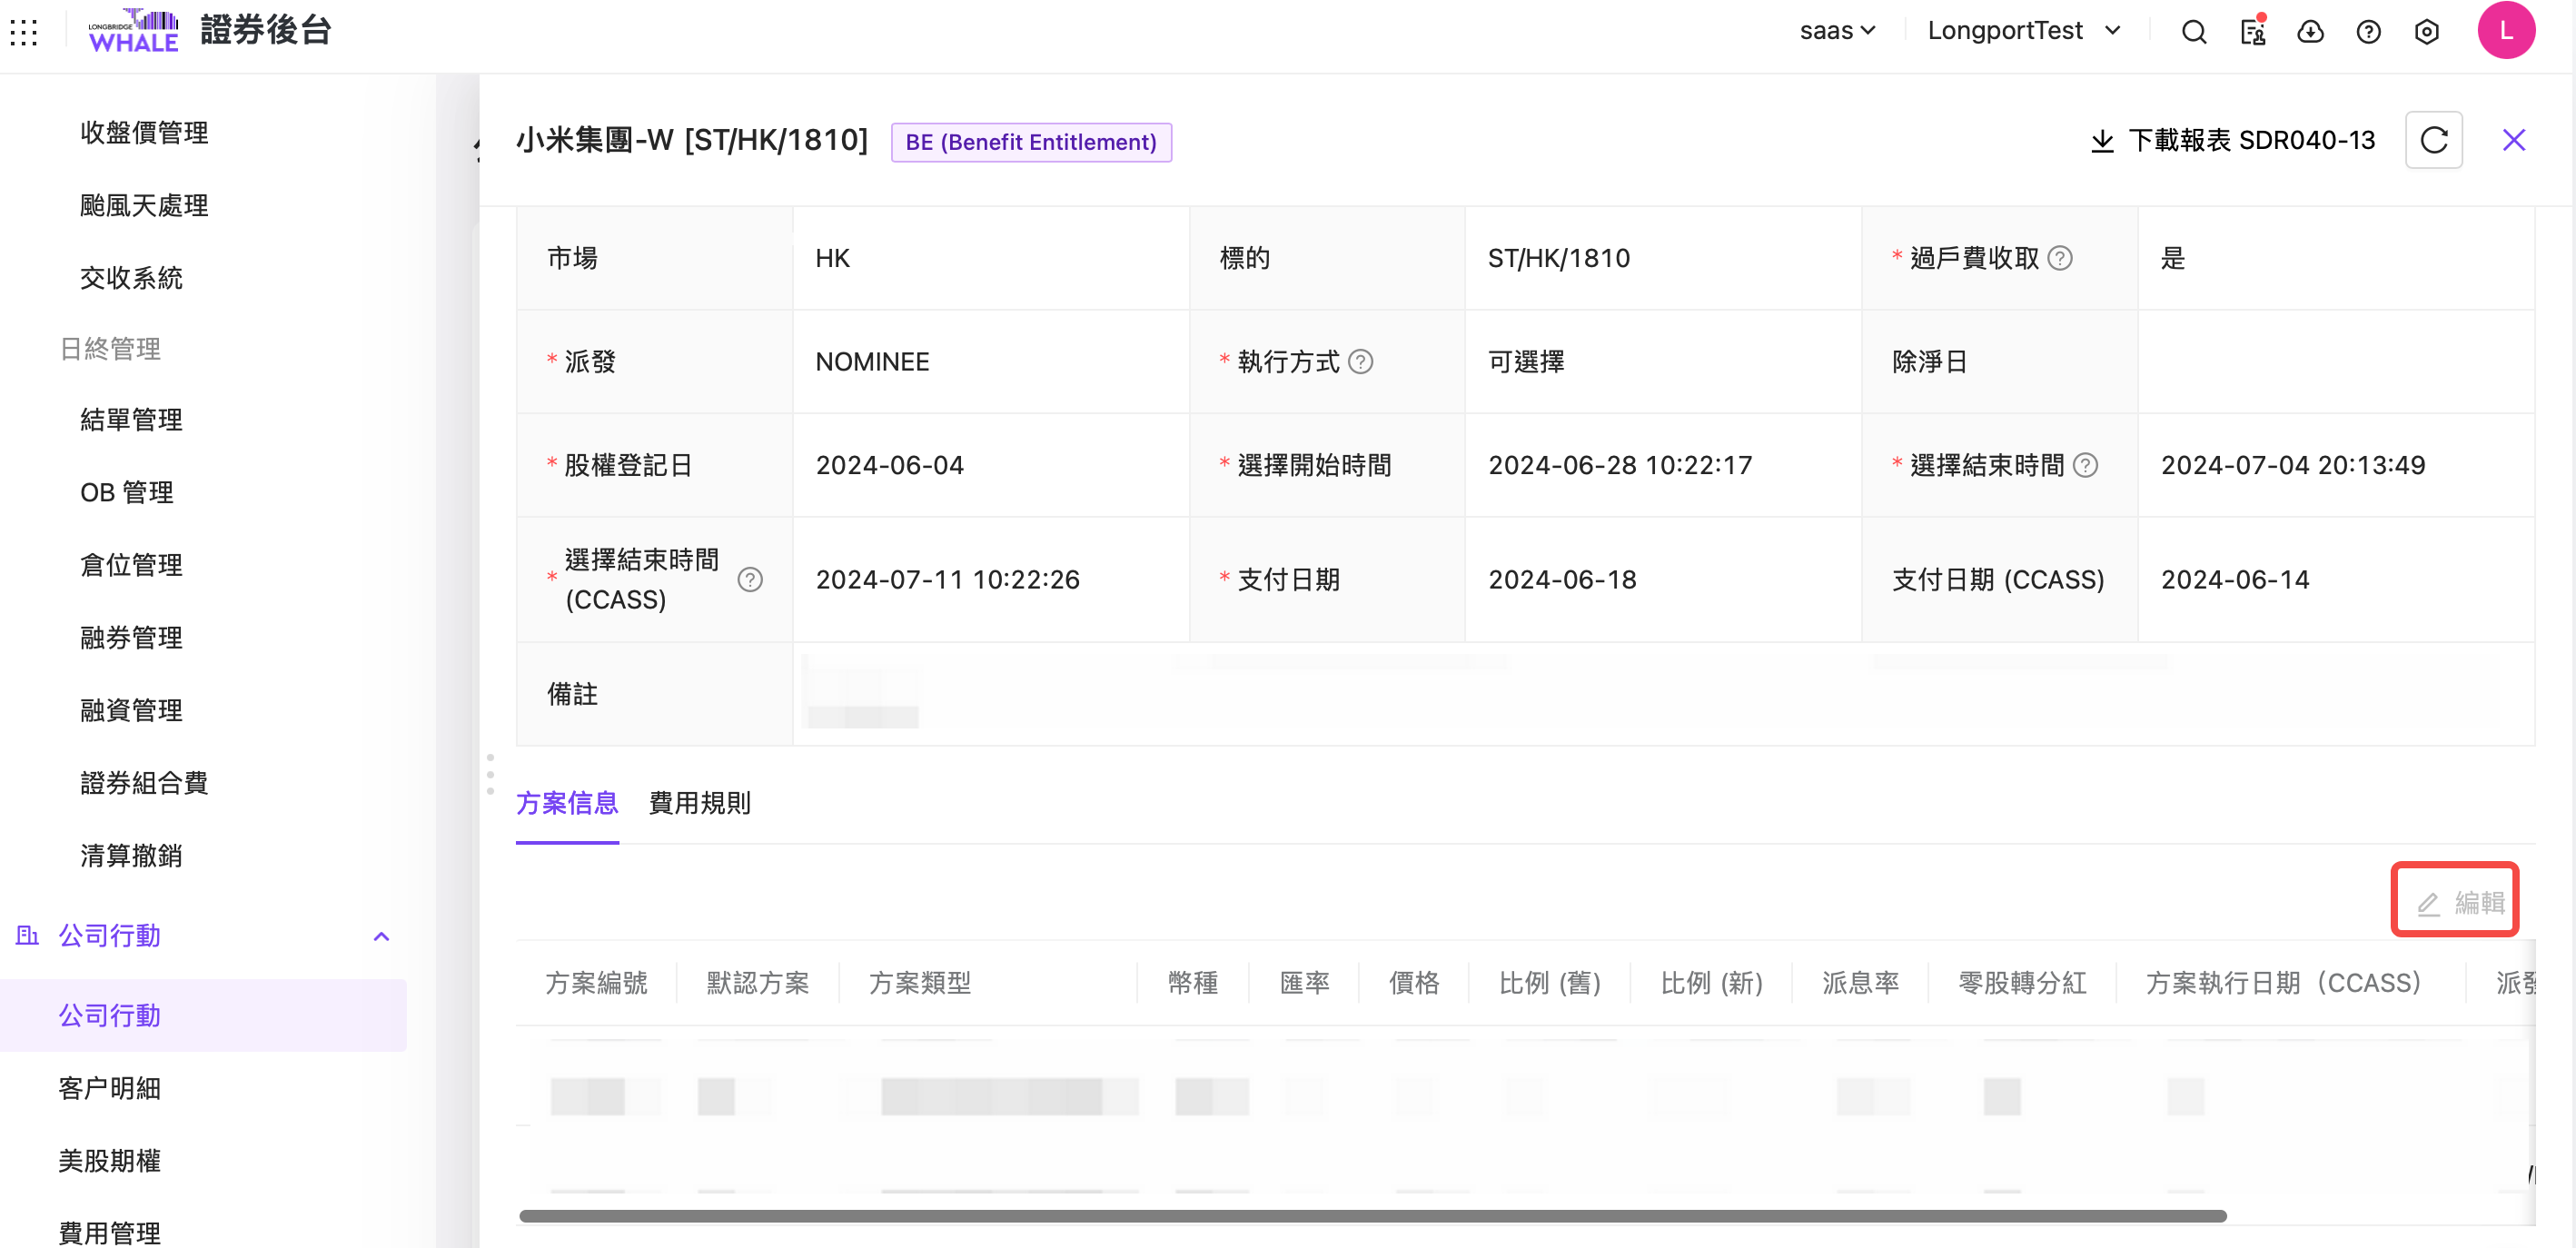 LONGBRIDGE
WHALE
證券後台
saas
LongportTest
L
收盤價管理
颱風天處理
交收系統
日終管理
結單管理
OB 管理
倉位管理
融券管理
融資管理
證券組合費
清算撤銷
公司行動
公司行動
客戶明細
美股期權
費用管理
小米集團-W [ST/HK/1810]
BE (Benefit Entitlement)
下載報表 SDR040-13
市場 HK 標的 ST/HK/1810 * 過戶費收取 是
* 派發 NOMINEE * 執行方式 可選擇 除淨日
* 股權登記日 2024-06-04 * 選擇開始時間 2024-06-28 10:22:17 * 選擇結束時間 2024-07-04 20:13:49
* 選擇結束時間
(CCASS) 2024-07-11 10:22:26 * 支付日期 2024-06-18 支付日期 (CCASS) 2024-06-14
備註
方案信息 費用規則
編輯
方案編號 默認方案 方案類型 幣種 匯率 價格 比例 (舊) 比例 (新) 派息率 零股轉分紅 方案執行日期（CCASS） 派發